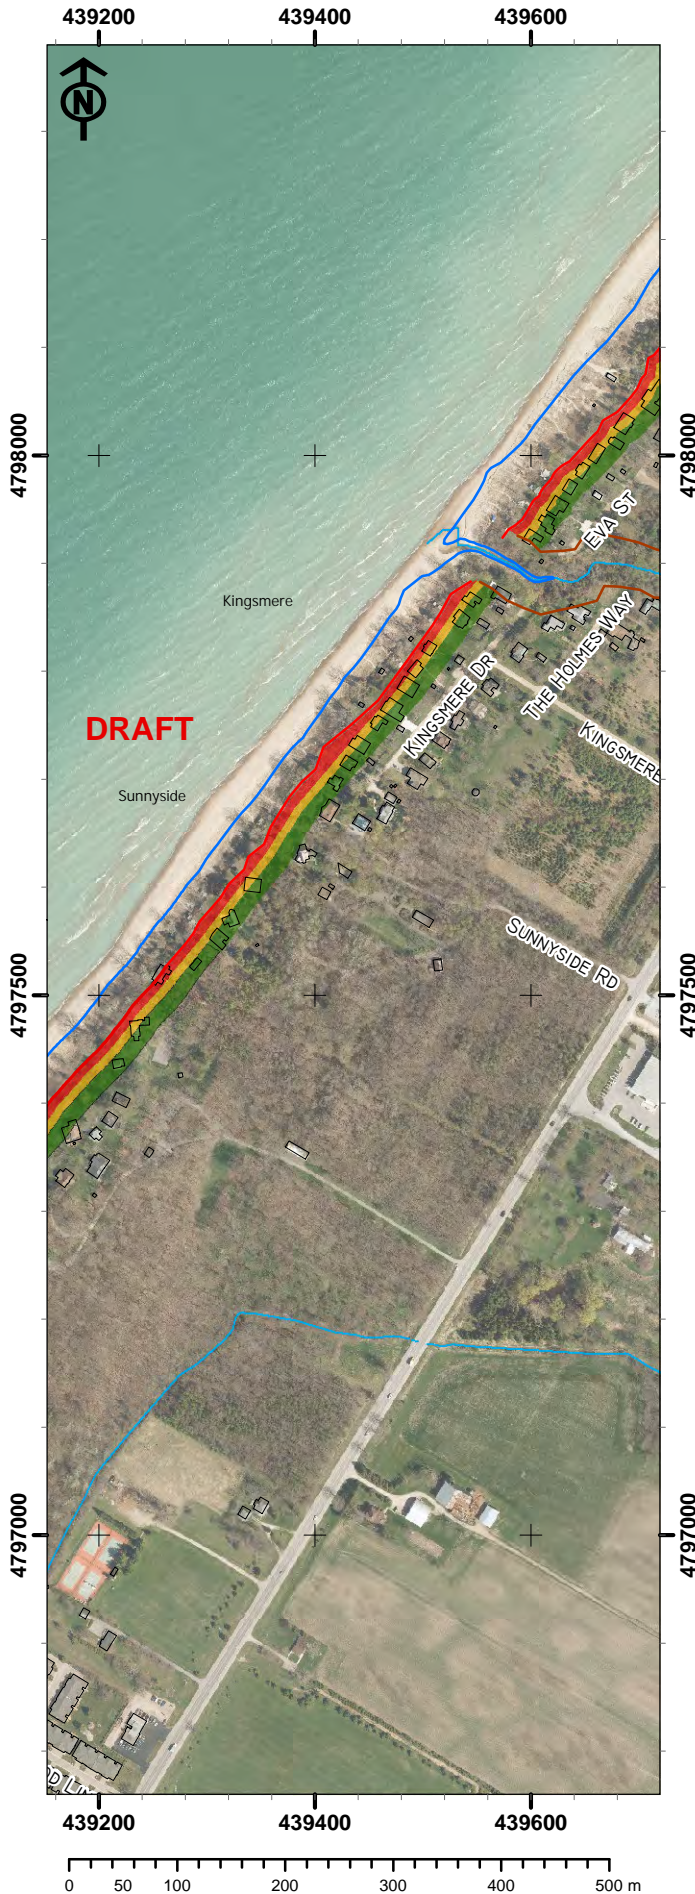 439200 439400 439600
N
4798000 4798000
EVA ST
Kingsmere
THE HOLMES WAY
KINGSMERE DR
DRAFT
KINGSMERE
Sunnyside
SUNNYSIDE RD
4797500 4797500
4797000 4797000
439200 439400 439600
0 50 100 200 300 400 500 m